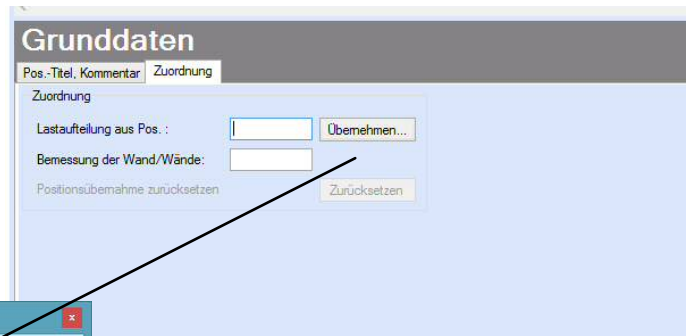 Grunddaten
Pos.-Titel, Kommentar Zuordnung
Zuordnung
Lastaufteilung aus Pos. : Übernehmen...
Bemessung der Wand/Wände:
Positionsübernahme zurücksetzen Zurücksetzen
x